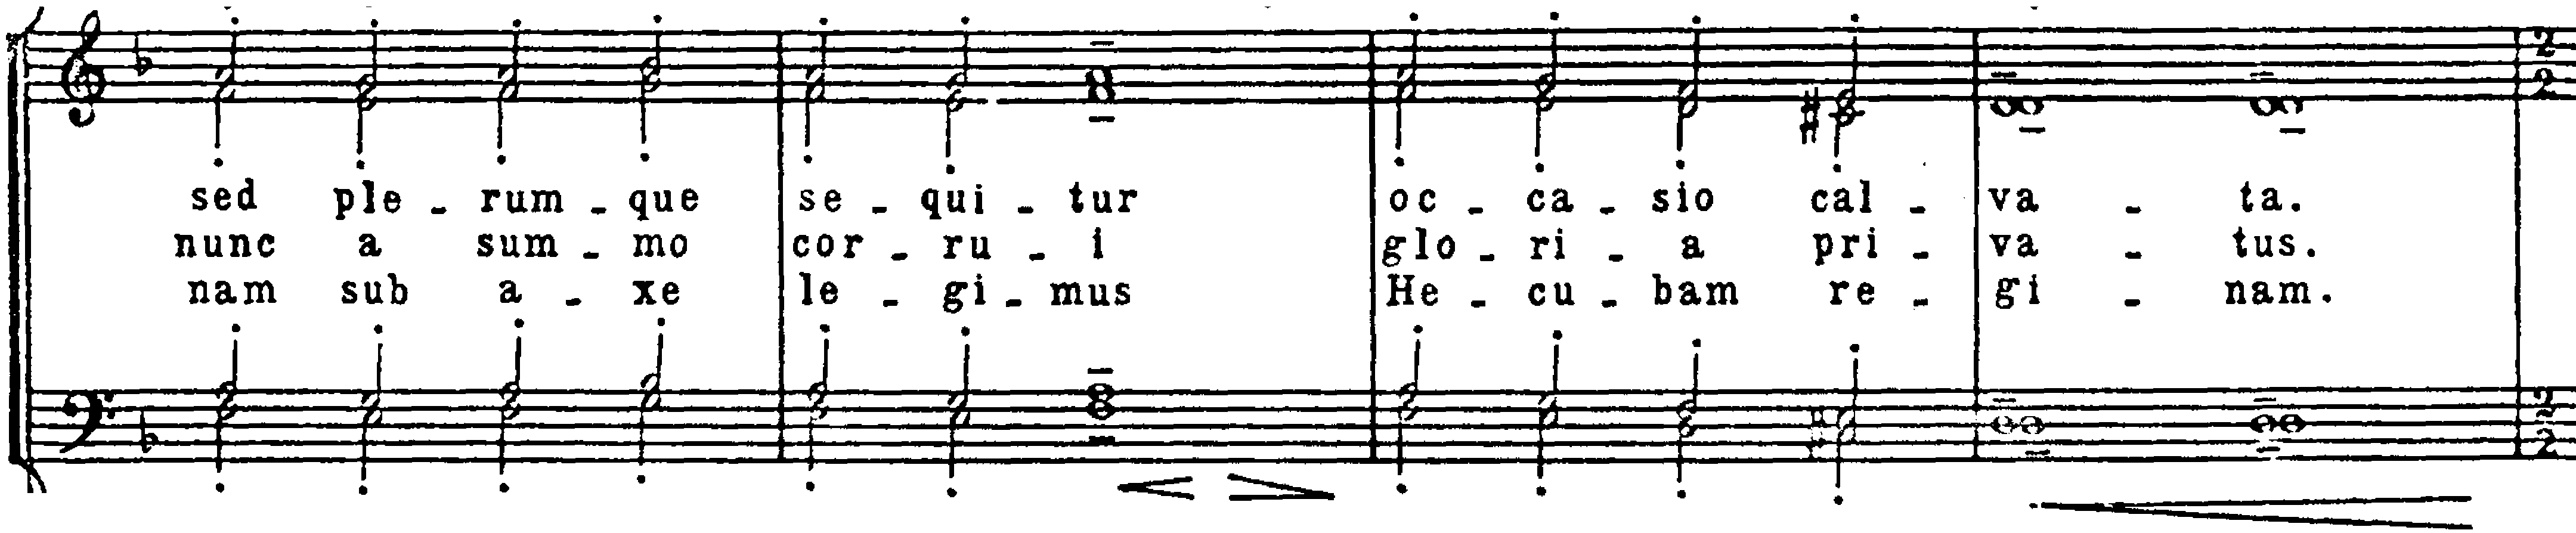 sed ple - rum - que se - qui - tur oc - ca - sio cal - va - ta.
nunc a sum - mo cor - ru - i glo - ri - a pri - va - tus.
nam sub a - xe le - gi - mus He - cu - bam re - gi - nam.